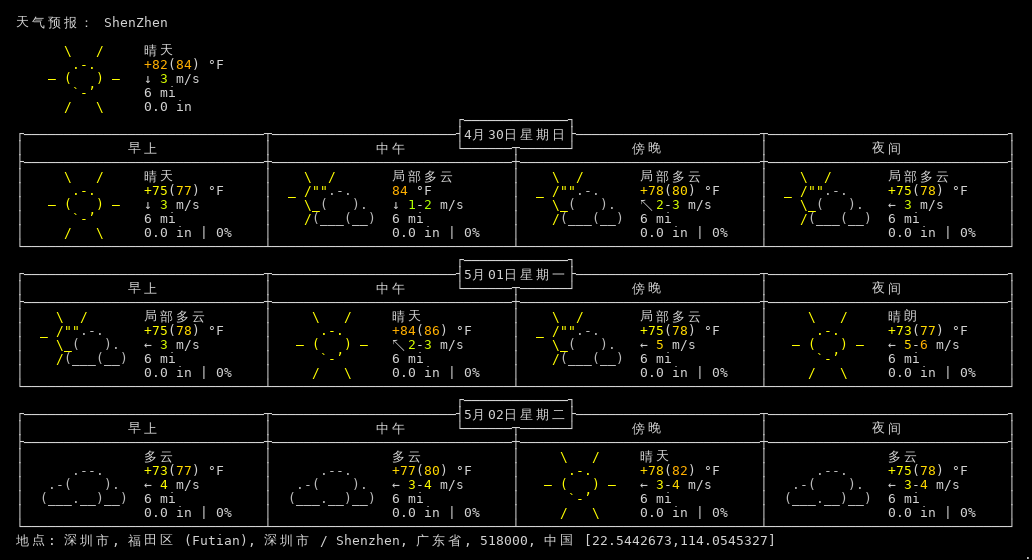 天气预报: ShenZhen
晴天
+82(84) °F
↓ 3 m/s
6 mi
0.0 in
4月30日星期日
早上 中午 傍晚 夜间
晴天 局部多云 局部多云 局部多云
+75(77) °F 84 °F +78(80) °F +75(78) °F
↓ 3 m/s ↓ 1-2 m/s ↖ 2-3 m/s ← 3 m/s
6 mi 6 mi 6 mi 6 mi
0.0 in | 0% 0.0 in | 0% 0.0 in | 0% 0.0 in | 0%
5月01日星期一
早上 中午 傍晚 夜间
局部多云 晴天 局部多云 晴朗
+75(78) °F +84(86) °F +75(78) °F +73(77) °F
← 3 m/s ↖ 2-3 m/s ← 5 m/s ← 5-6 m/s
6 mi 6 mi 6 mi 6 mi
0.0 in | 0% 0.0 in | 0% 0.0 in | 0% 0.0 in | 0%
5月02日星期二
早上 中午 傍晚 夜间
多云 多云 晴天 多云
+73(77) °F +77(80) °F +78(82) °F +75(78) °F
← 4 m/s ← 3-4 m/s ← 3-4 m/s ← 3-4 m/s
6 mi 6 mi 6 mi 6 mi
0.0 in | 0% 0.0 in | 0% 0.0 in | 0% 0.0 in | 0%
地点: 深圳市, 福田区 (Futian), 深圳市 / Shenzhen, 广东省, 518000, 中国 [22.5442673,114.0545327]